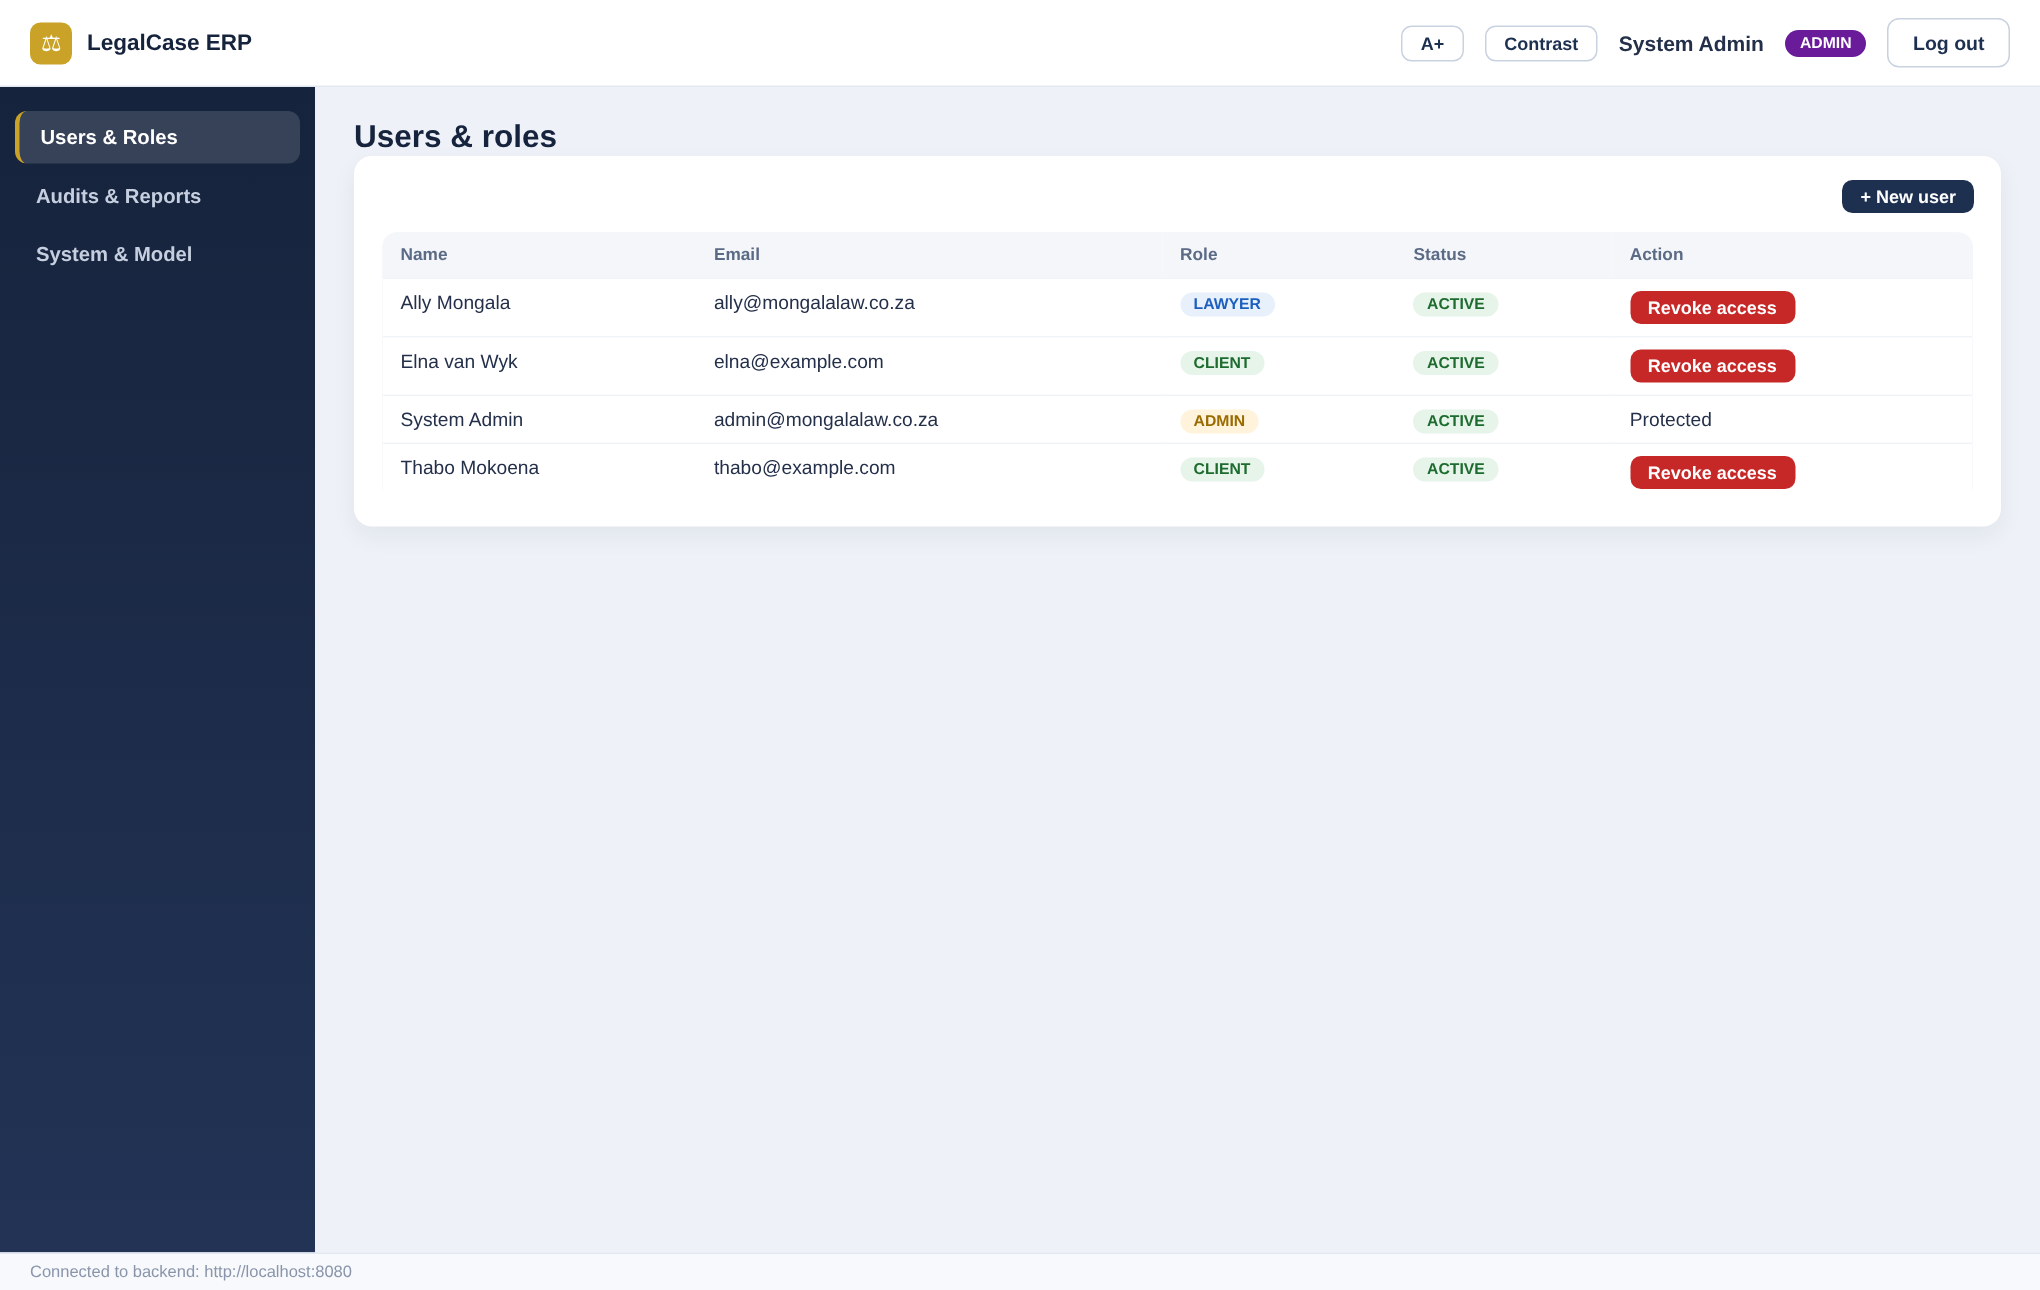 ⚖ LegalCase ERP A+ Contrast System Admin ADMIN Log out
Users & Roles
Audits & Reports
System & Model
Users & roles
+ New user
Name Email Role Status Action
Ally Mongala ally@mongalalaw.co.za LAWYER ACTIVE Revoke access
Elna van Wyk elna@example.com CLIENT ACTIVE Revoke access
System Admin admin@mongalalaw.co.za ADMIN ACTIVE Protected
Thabo Mokoena thabo@example.com CLIENT ACTIVE Revoke access
Connected to backend: http://localhost:8080